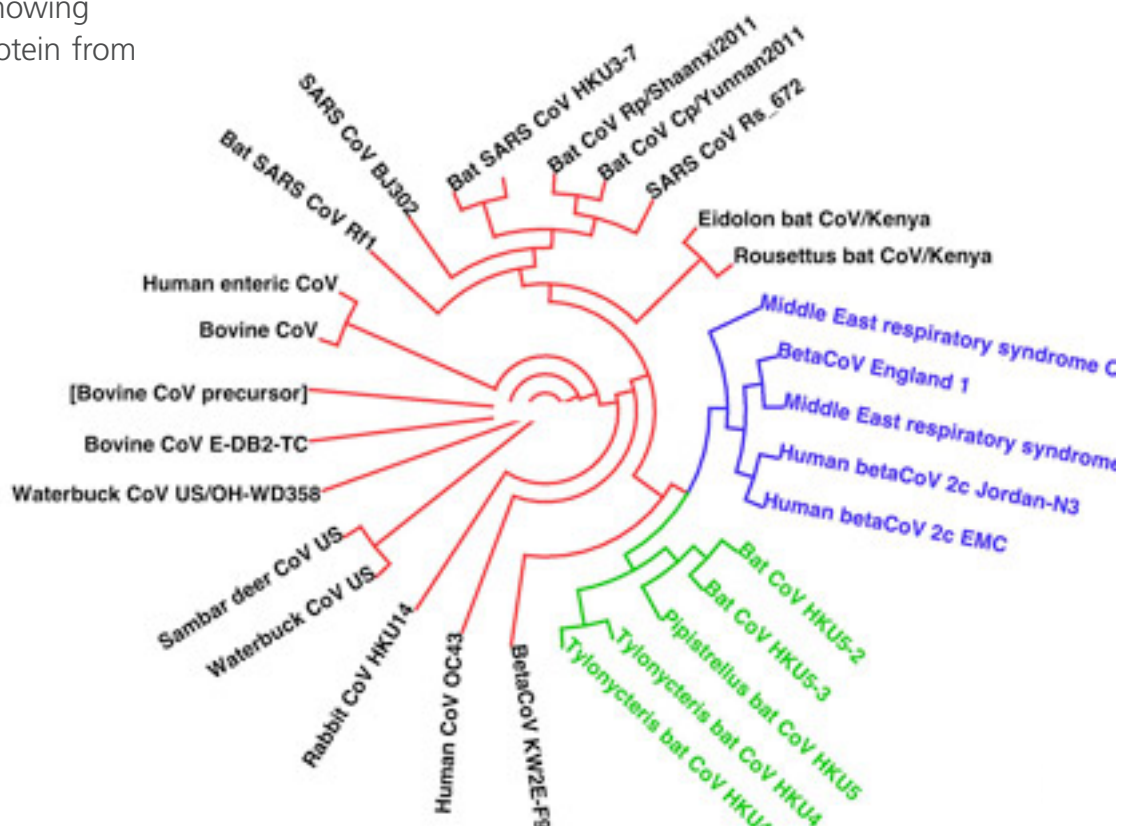 howing
otein from
SARS CoV BJ302
Bat SARS CoV HKU3-7
Bat CoV Rp/Shaanxi2011
Bat CoV Cp/Yunnan2011
SARS CoV Rs_672
Bat SARS CoV Rf1
Eidolon bat CoV/Kenya
Rousettus bat CoV/Kenya
Human enteric CoV
Bovine CoV
Middle East respiratory syndrome C
BetaCoV England 1
Middle East respiratory syndrome
[Bovine CoV precursor]
Bovine CoV E-DB2-TC
Human betaCoV 2c Jordan-N3
Waterbuck CoV US/OH-WD358
Human betaCoV 2c EMC
Sambar deer CoV US
Waterbuck CoV US
Rabbit CoV HKU14
Human CoV OC43
BetaCoV KW2E-F9
Bat CoV HKU5-2
Bat CoV HKU5-3
Pipistrellus bat CoV HKU5
Tylonycteris bat CoV HKU4
Tylonycteris bat CoV HKU4